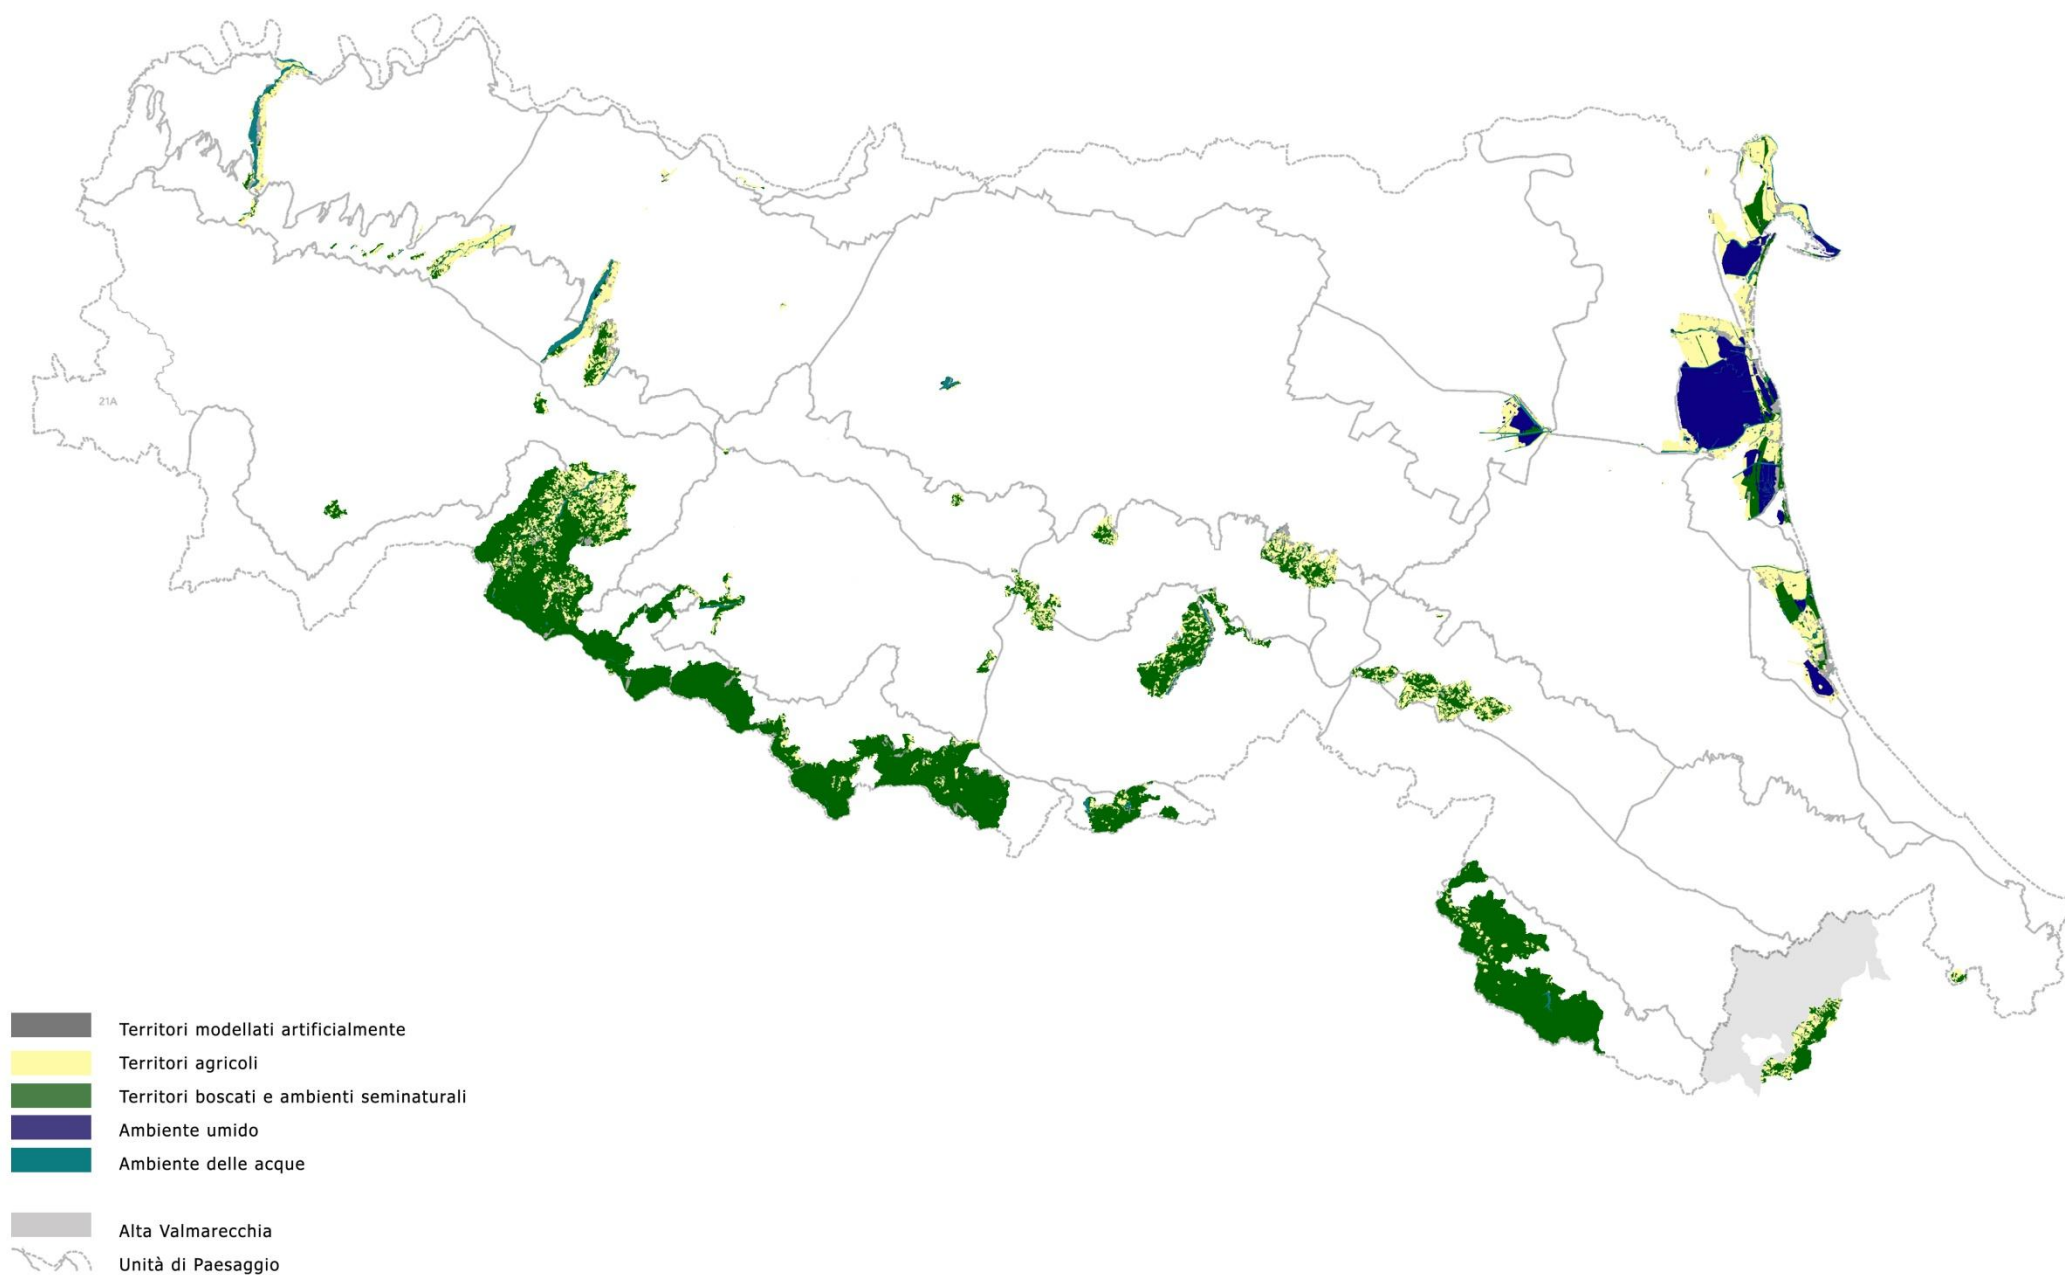 21A
Territori modellati artificialmente
Territori agricoli
Territori boscati e ambienti seminaturali
Ambiente umido
Ambiente delle acque
Alta Valmarecchia
Unità di Paesaggio